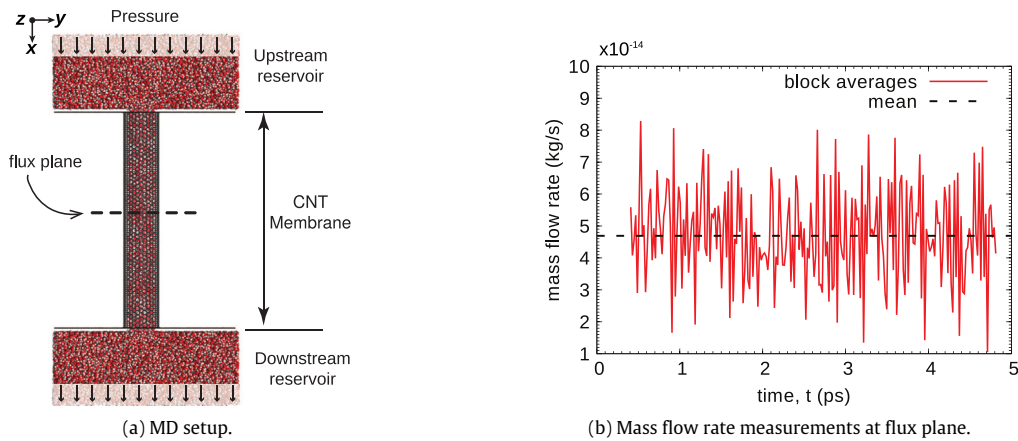 z
y
x
Pressure
Upstream
reservoir
flux plane
CNT
Membrane
Downstream
reservoir
(a) MD setup.
x10⁻¹⁴
10
9
8
7
6
5
4
3
2
1
block averages
mean
mass flow rate (kg/s)
0 1 2 3 4 5
time, t (ps)
(b) Mass flow rate measurements at flux plane.